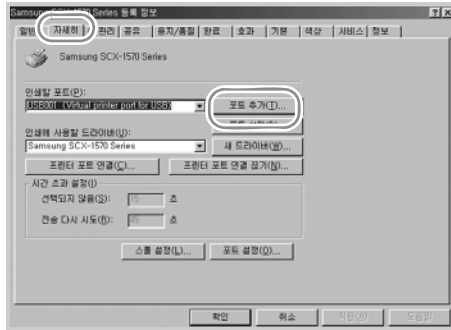 Samsung SCX-1570 Series 등록 정보
일반 자세히 관리 공유 용지/품질 완료 효과 기본 색상 서비스 정보
Samsung SCX-1570 Series
인쇄할 포트(P):
USB001 (Virtual printer port for USB)
포트 추가(T)...
인쇄에 사용할 드라이버(U):
Samsung SCX-1570 Series
새 드라이버(W)...
프린터 포트 연결(C)... 프린터 포트 연결 끊기(N)...
시간 초과 설정(I)
선택되지 않음(S): 15 초
전송 다시 시도(R): 45 초
스풀 설정(L)... 포트 설정(O)...
확인 취소 적용(A) 도움말